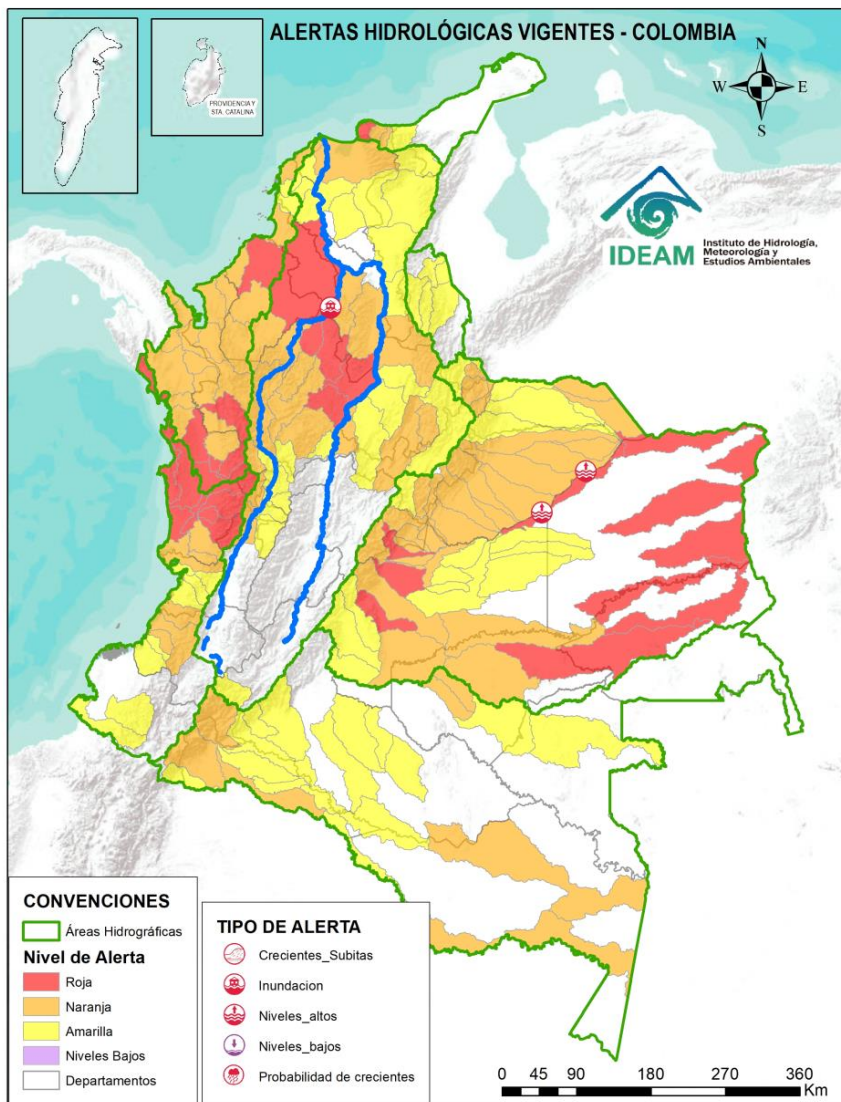 ALERTAS HIDROLÓGICAS VIGENTES - COLOMBIA
PROVIDENCIA Y
STA. CATALINA
N
W
E
S
IDEAM
Instituto de Hidrología,
Meteorología y
Estudios Ambientales
CONVENCIONES
Áreas Hidrográficas
Nivel de Alerta
Roja
Naranja
Amarilla
Niveles Bajos
Departamentos
TIPO DE ALERTA
Crecientes_Subitas
Inundacion
Niveles_altos
Niveles_bajos
Probabilidad de crecientes
0 45 90 180 270 360
Km